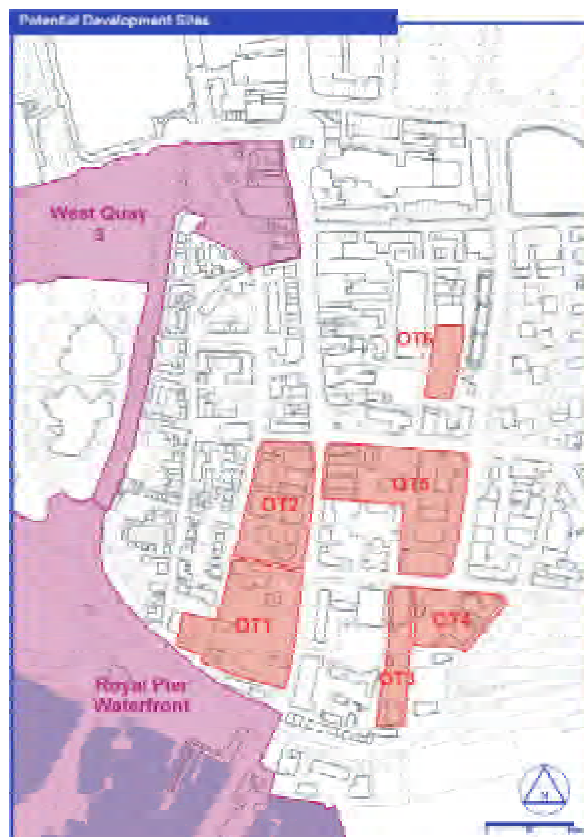 Potential Development Sites
West Quay
3
OT6
OT2
OT5
OT1
OT4
OT3
Royal Pier
Waterfront
N